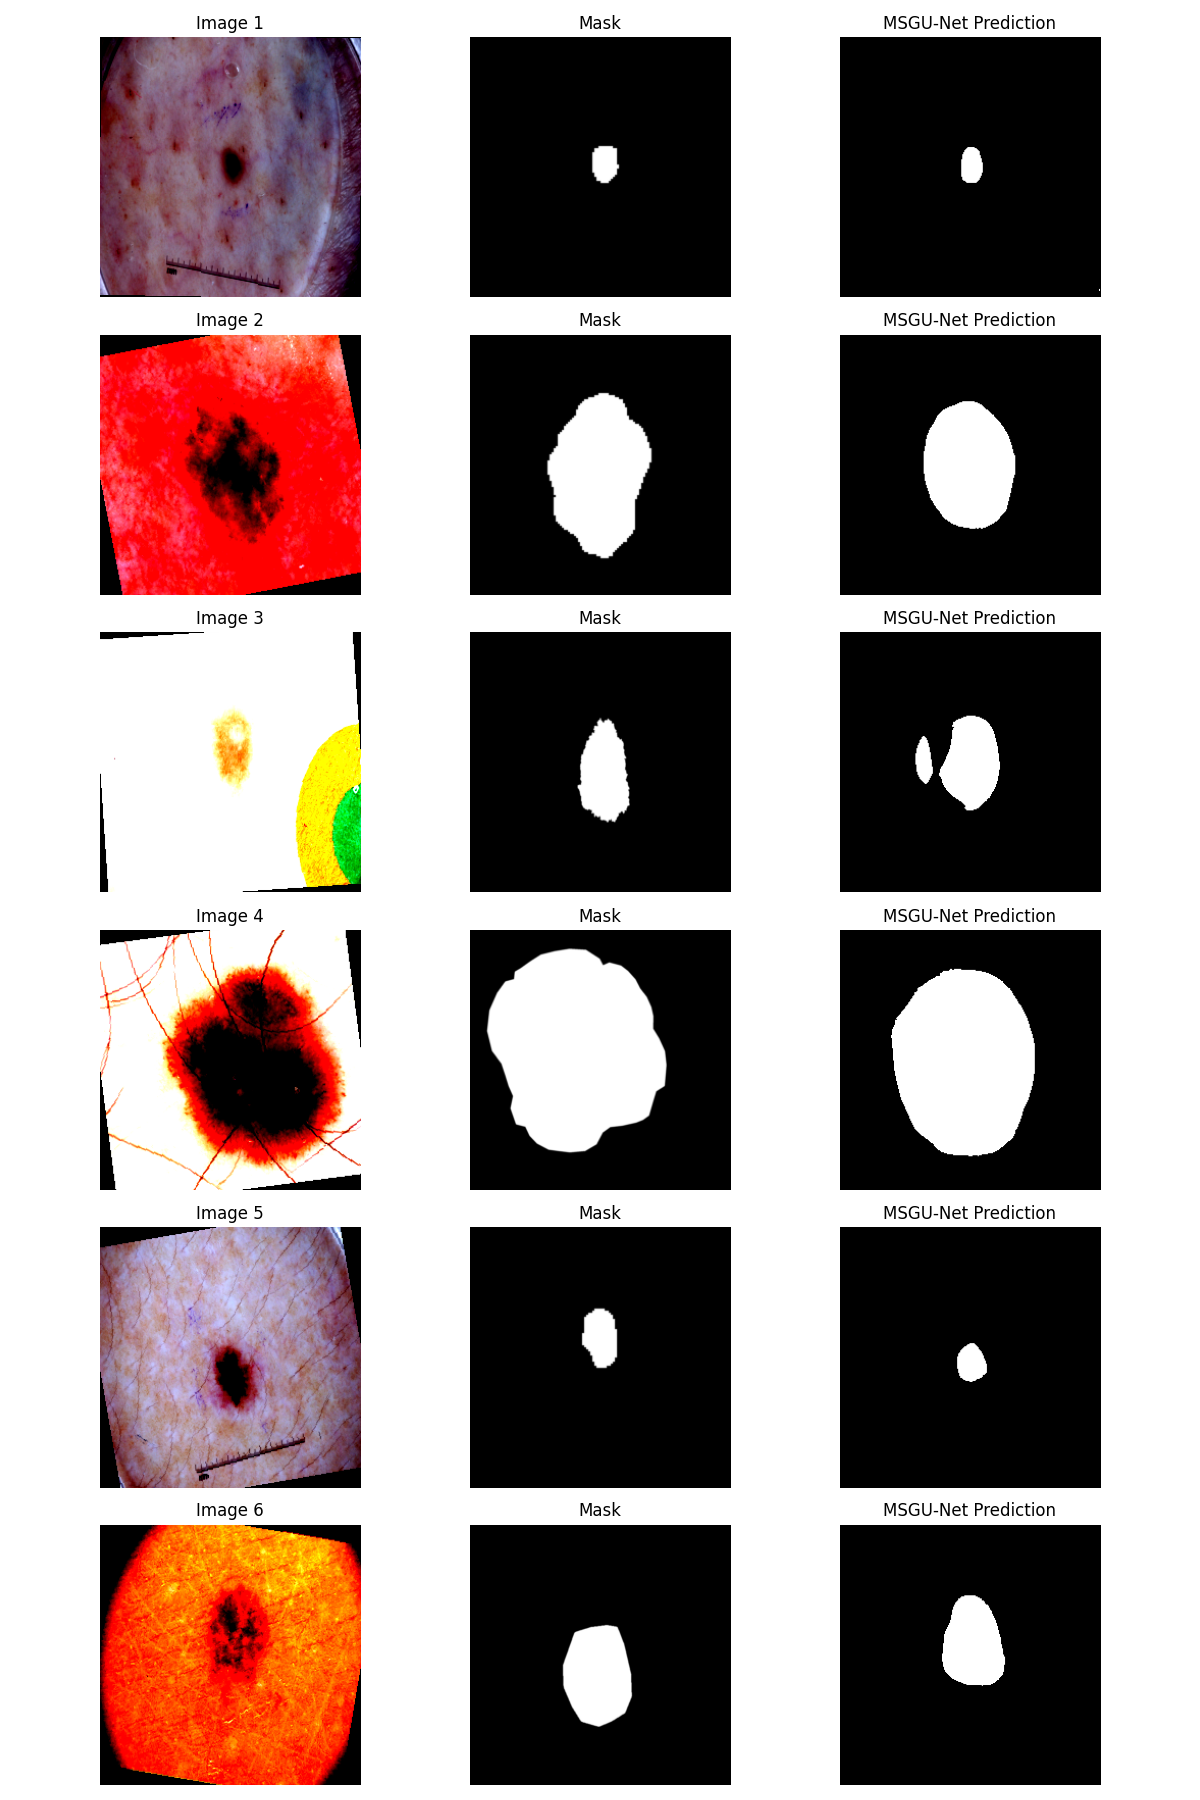 Image 1 Mask MSGU-Net Prediction
Image 2 Mask MSGU-Net Prediction
Image 3 Mask MSGU-Net Prediction
Image 4 Mask MSGU-Net Prediction
Image 5 Mask MSGU-Net Prediction
Image 6 Mask MSGU-Net Prediction